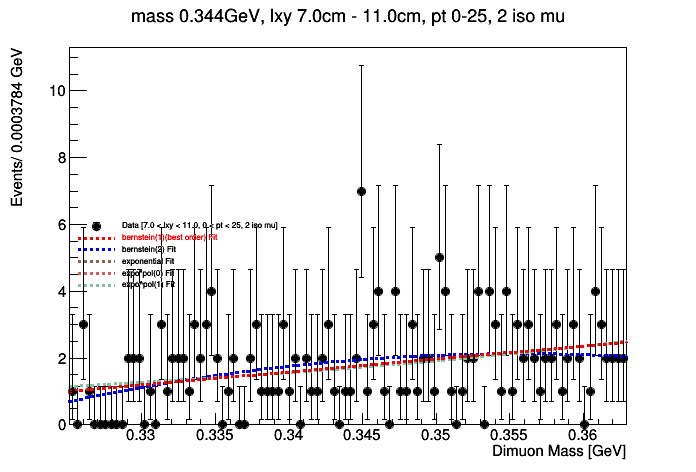 mass 0.344GeV, lxy 7.0cm - 11.0cm, pt 0-25, 2 iso mu
Events/ 0.0003784 GeV
10
8
6
4
2
0
Data [7.0 < lxy < 11.0, 0 < pt < 25, 2 iso mu]
bernstein(1)(best order) Fit
bernstein(2) Fit
exponential Fit
expo*pol(0) Fit
expo*pol(1) Fit
0.33 0.335 0.34 0.345 0.35 0.355 0.36
Dimuon Mass [GeV]